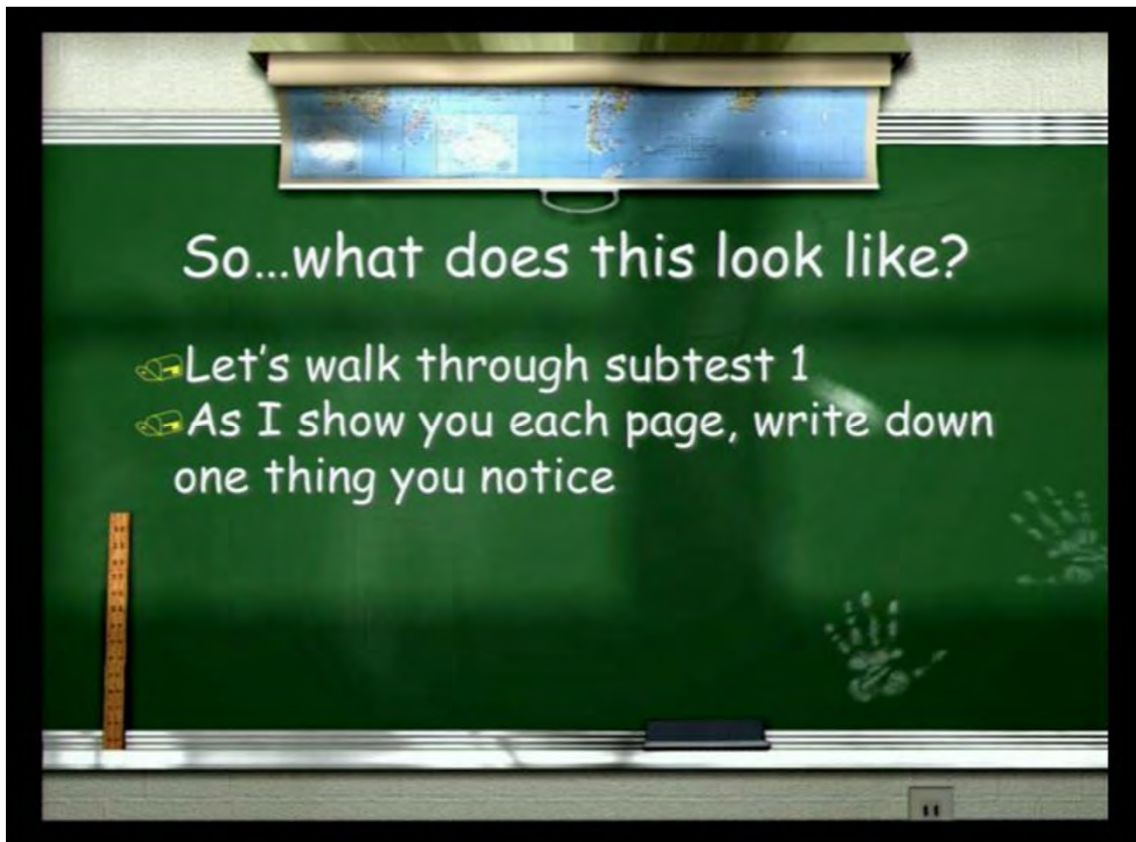 So...what does this look like?
Let's walk through subtest 1
As I show you each page, write down
one thing you notice